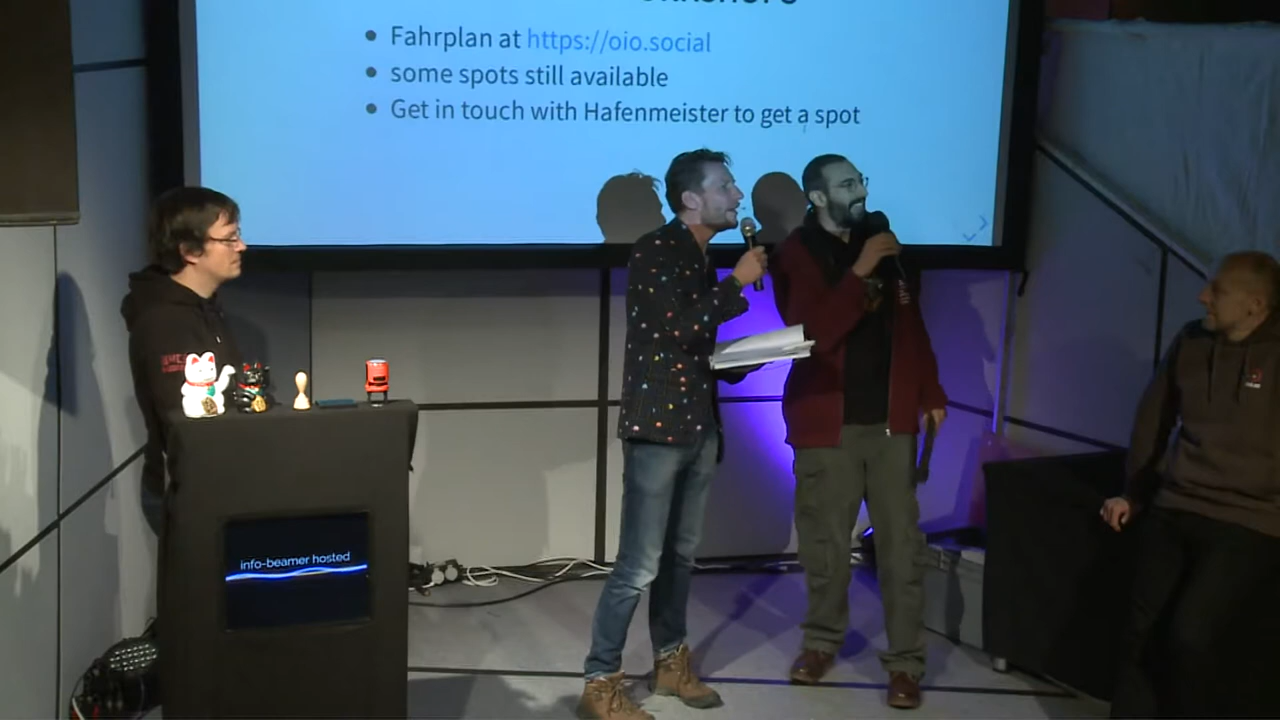 Fahrplan at https://oio.social
some spots still available
Get in touch with Hafenmeister to get a spot
info-beamer hosted